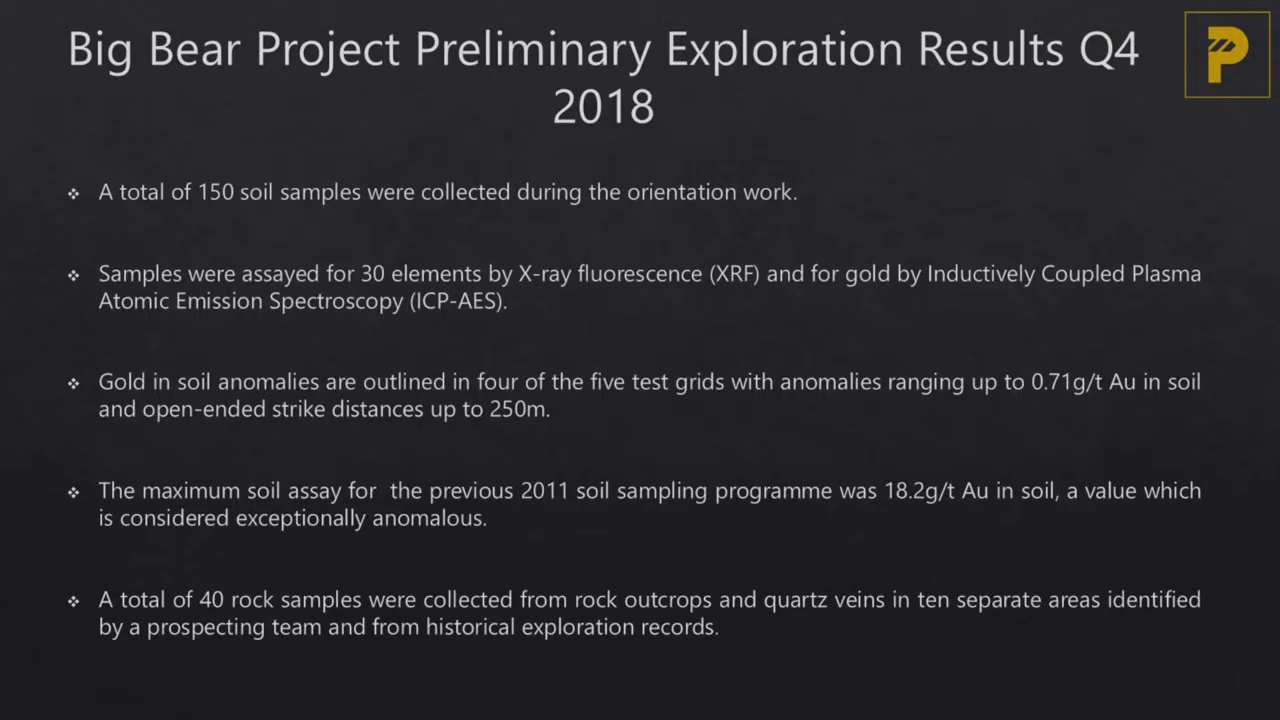 Big Bear Project Preliminary Exploration Results Q4
2018
A total of 150 soil samples were collected during the orientation work.
Samples were assayed for 30 elements by X-ray fluorescence (XRF) and for gold by Inductively Coupled Plasma
Atomic Emission Spectroscopy (ICP-AES).
Gold in soil anomalies are outlined in four of the five test grids with anomalies ranging up to 0.71g/t Au in soil
and open-ended strike distances up to 250m.
The maximum soil assay for  the previous 2011 soil sampling programme was 18.2g/t Au in soil, a value which
is considered exceptionally anomalous.
A total of 40 rock samples were collected from rock outcrops and quartz veins in ten separate areas identified
by a prospecting team and from historical exploration records.